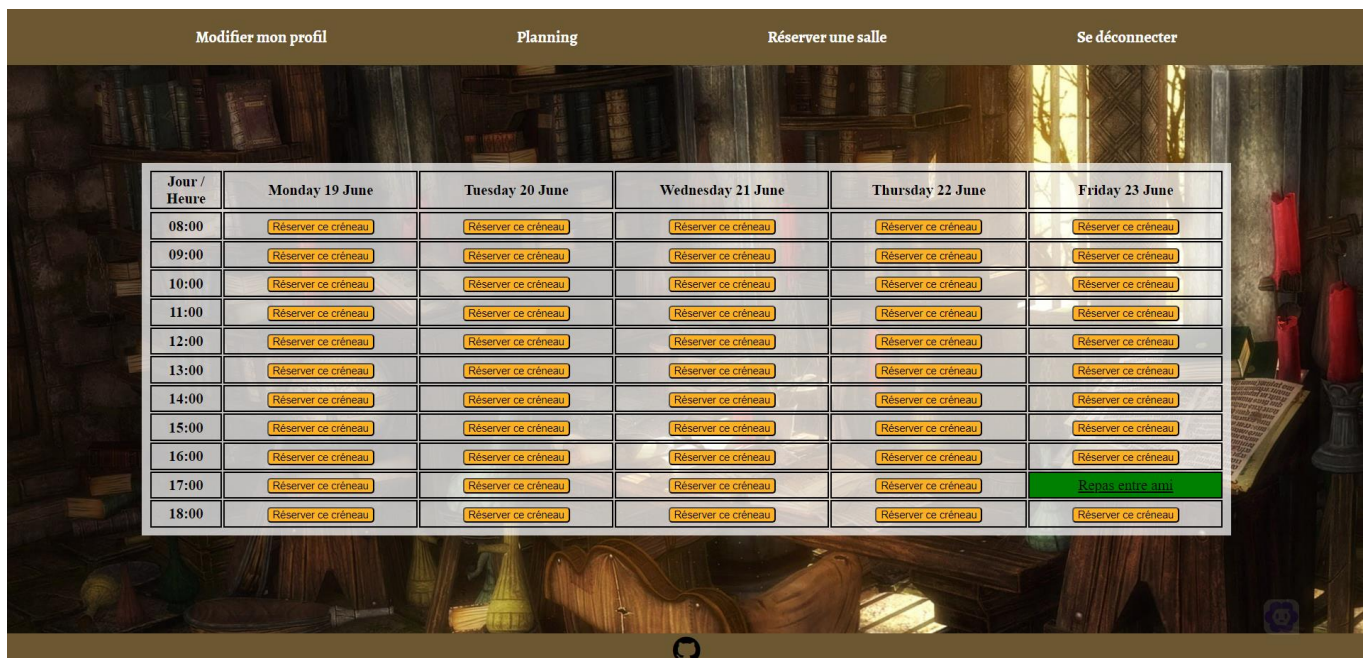 Modifier mon profil Planning Réserver une salle Se déconnecter
Jour / Heure Monday 19 June Tuesday 20 June Wednesday 21 June Thursday 22 June Friday 23 June
08:00 Réserver ce créneau Réserver ce créneau Réserver ce créneau Réserver ce créneau Réserver ce créneau
09:00 Réserver ce créneau Réserver ce créneau Réserver ce créneau Réserver ce créneau Réserver ce créneau
10:00 Réserver ce créneau Réserver ce créneau Réserver ce créneau Réserver ce créneau Réserver ce créneau
11:00 Réserver ce créneau Réserver ce créneau Réserver ce créneau Réserver ce créneau Réserver ce créneau
12:00 Réserver ce créneau Réserver ce créneau Réserver ce créneau Réserver ce créneau Réserver ce créneau
13:00 Réserver ce créneau Réserver ce créneau Réserver ce créneau Réserver ce créneau Réserver ce créneau
14:00 Réserver ce créneau Réserver ce créneau Réserver ce créneau Réserver ce créneau Réserver ce créneau
15:00 Réserver ce créneau Réserver ce créneau Réserver ce créneau Réserver ce créneau Réserver ce créneau
16:00 Réserver ce créneau Réserver ce créneau Réserver ce créneau Réserver ce créneau Réserver ce créneau
17:00 Réserver ce créneau Réserver ce créneau Réserver ce créneau Réserver ce créneau Repas entre ami
18:00 Réserver ce créneau Réserver ce créneau Réserver ce créneau Réserver ce créneau Réserver ce créneau